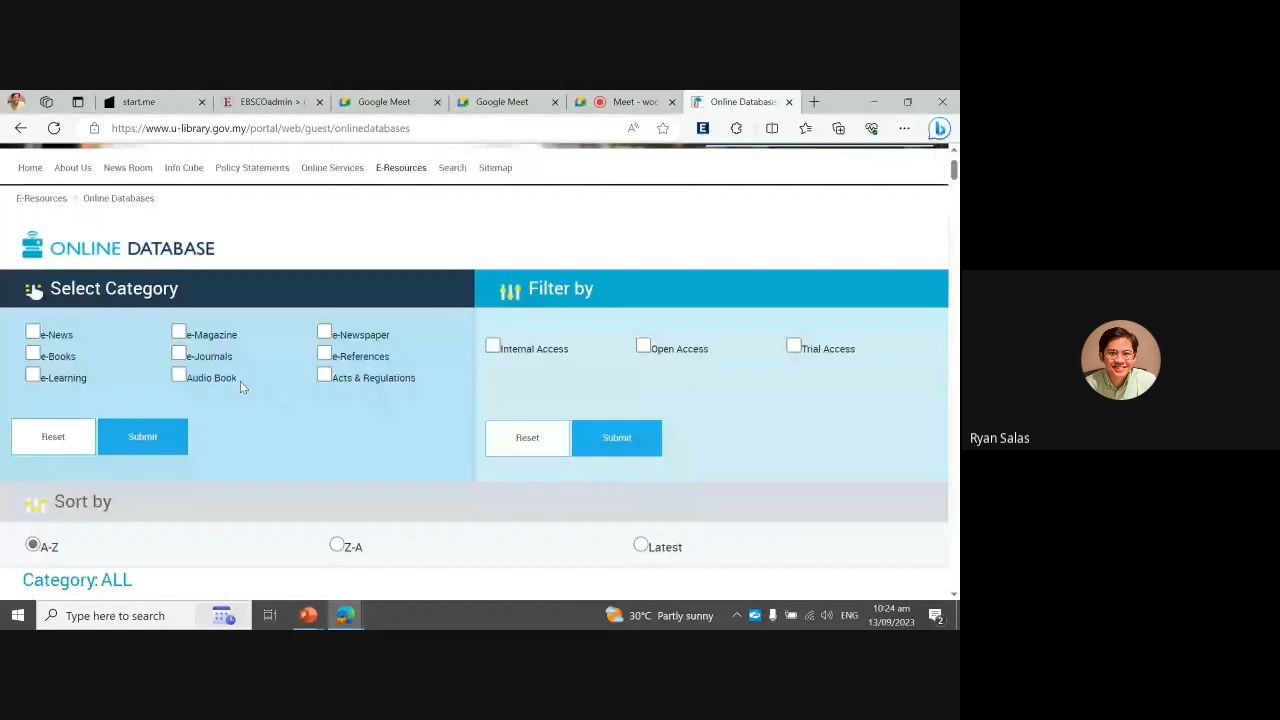 start.me
EBSCOadmin >
Google Meet
Google Meet
Meet - woc
Online Database
https://www.u-library.gov.my/portal/web/guest/onlinedatabases
Home About Us News Room Info Cube Policy Statements Online Services E-Resources Search Sitemap
E-Resources Online Databases
ONLINE DATABASE
Select Category
Filter by
e-News e-Magazine e-Newspaper
e-Books e-Journals e-References
e-Learning Audio Book Acts & Regulations
Internal Access Open Access Trial Access
Reset Submit
Reset Submit
Sort by
A-Z Z-A Latest
Category: ALL
Type here to search
30°C Partly sunny
ENG
10:24 am
13/09/2023
2
Ryan Salas